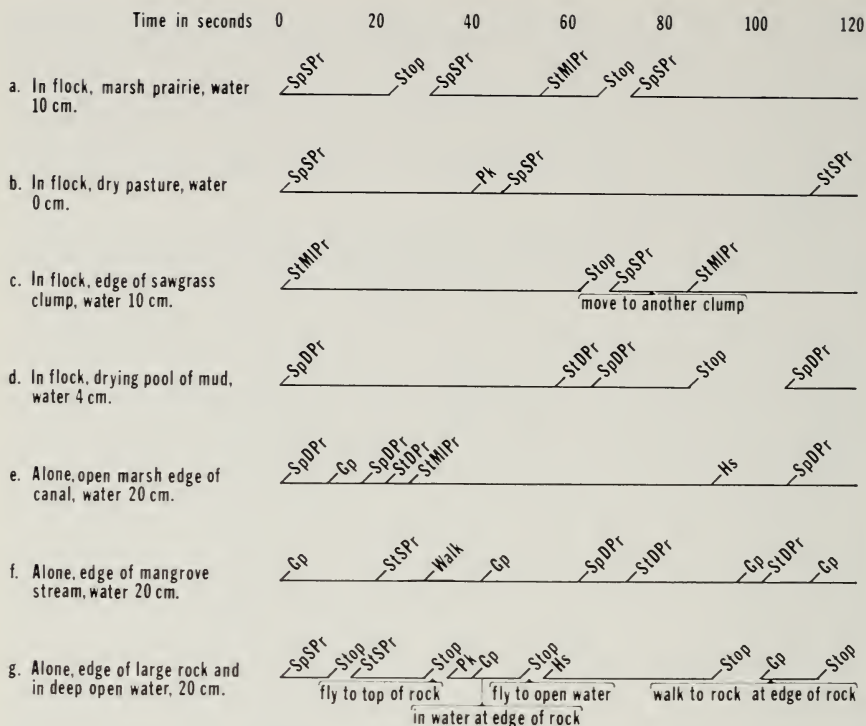 Time in seconds 0 20 40 60 80 100 120
SpSPr Stop SpSPr StMlPr Stop SpSPr
a. In flock, marsh prairie, water
10 cm.
SpSPr Pk SpSPr StSPr
b. In flock, dry pasture, water
0 cm.
StMlPr Stop SpSPr StMlPr
c. In flock, edge of sawgrass
clump, water 10 cm.
move to another clump
SpDPr StDPr SpDPr Stop SpDPr
d. In flock, drying pool of mud,
water 4 cm.
SpDPr Gp SpDPr StDPr StMlPr Hs SpDPr
e. Alone, open marsh edge of
canal, water 20 cm.
Gp StSPr Walk Gp SpDPr StDPr Gp StDPr Gp
f. Alone, edge of mangrove
stream, water 20 cm.
SpSPr Stop StSPr Stop Pk Gp Stop Hs Stop Gp Stop
g. Alone, edge of large rock and
in deep open water, 20 cm.
fly to top of rock fly to open water walk to rock at edge of rock
in water at edge of rock